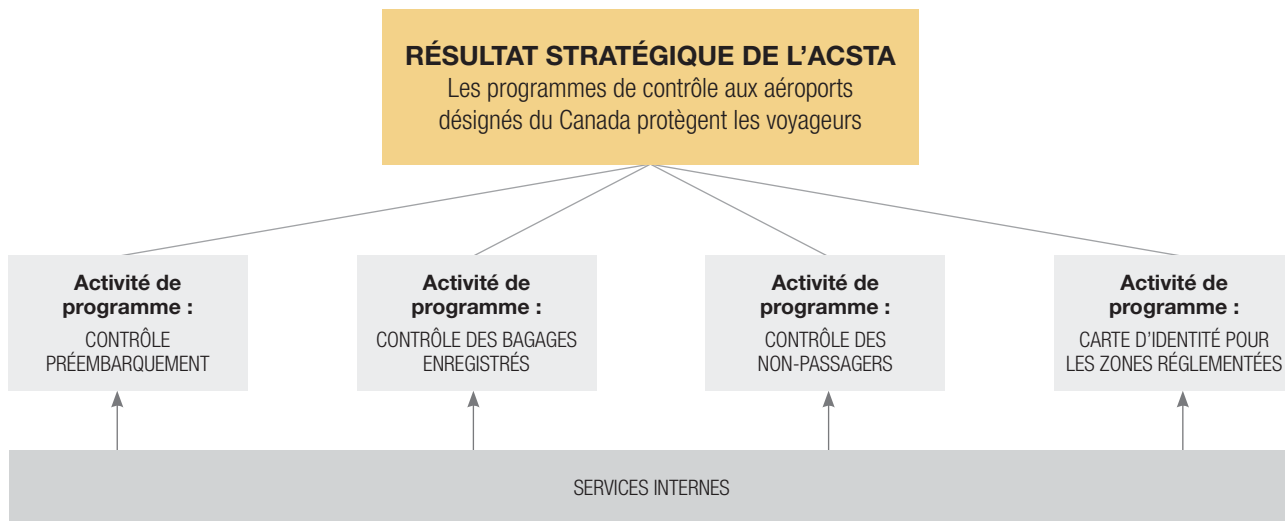 RÉSULTAT STRATÉGIQUE DE L’ACSTA
Les programmes de contrôle aux aéroports
désignés du Canada protègent les voyageurs
Activité de
programme :
CONTRÔLE
PRÉEMBARQUEMENT
Activité de
programme :
CONTRÔLE DES BAGAGES
ENREGISTRÉS
Activité de
programme :
CONTRÔLE DES
NON-PASSAGERS
Activité de
programme :
CARTE D’IDENTITÉ POUR
LES ZONES RÉGLEMENTÉES
SERVICES INTERNES